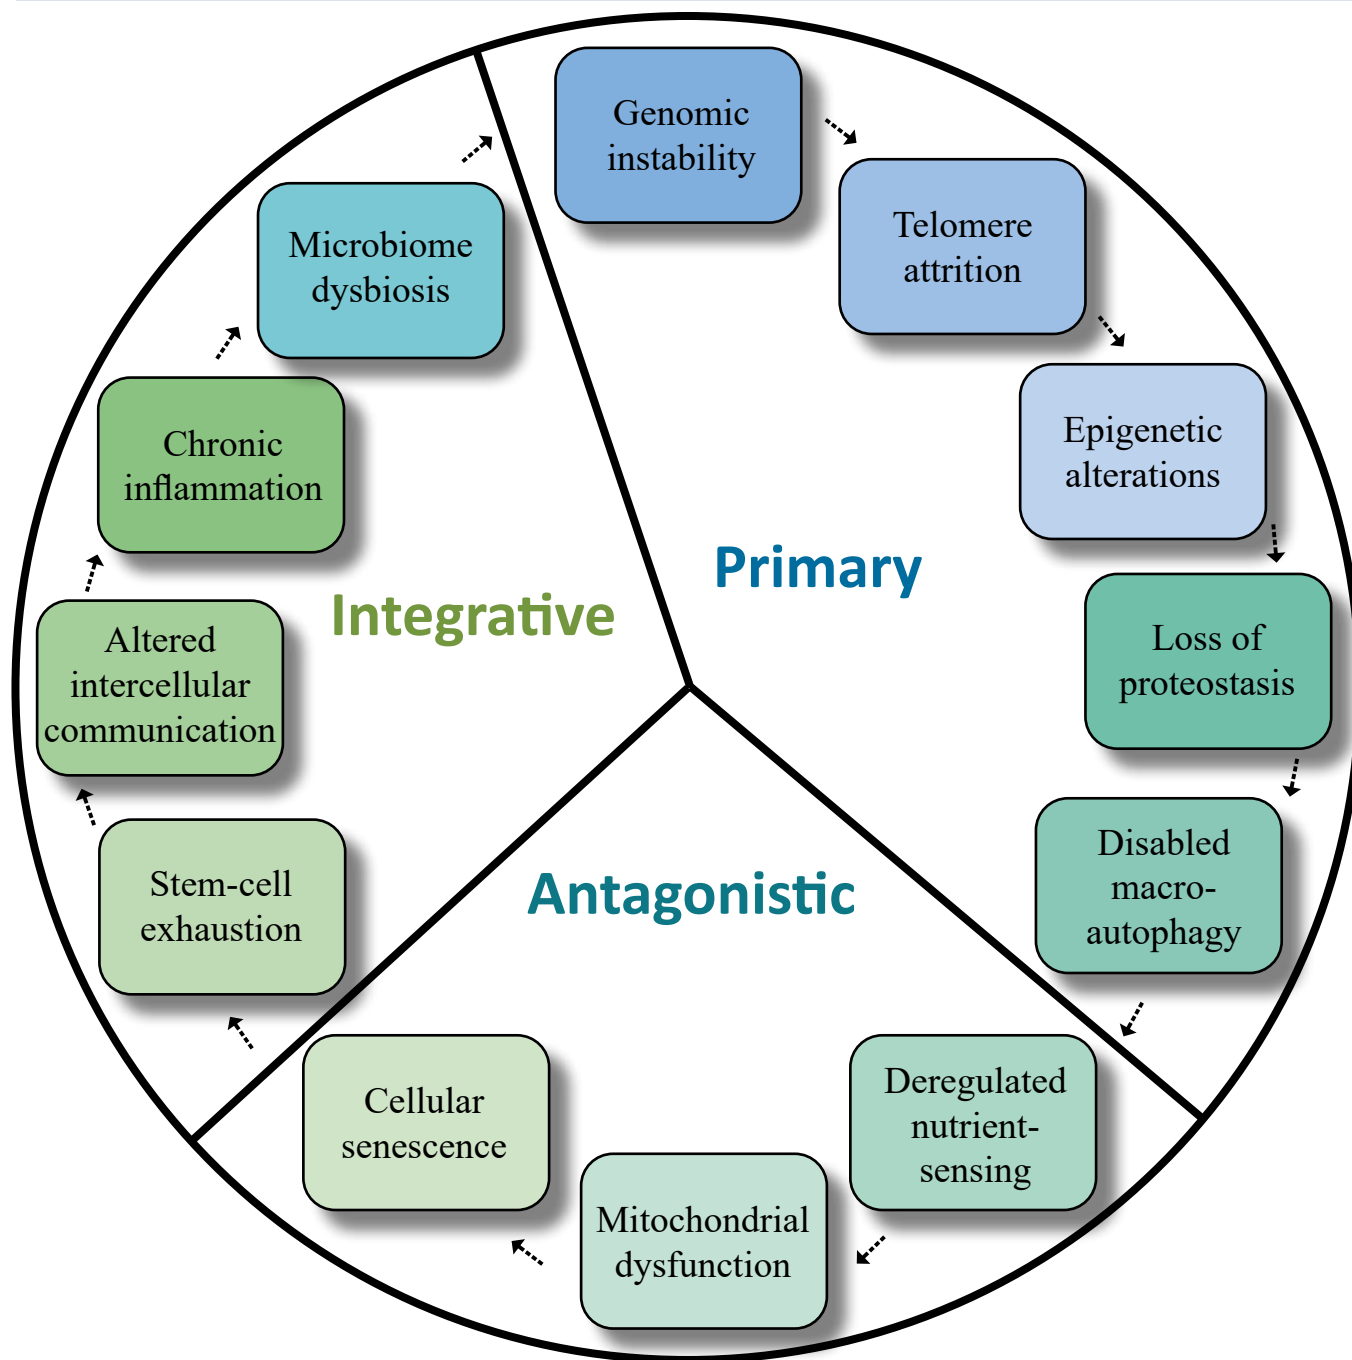 Genomic
instability
Telomere
attrition
Epigenetic
alterations
Loss of
proteostasis
Disabled
macro-
autophagy
Deregulated
nutrient-
sensing
Mitochondrial
dysfunction
Cellular
senescence
Stem-cell
exhaustion
Altered
intercellular
communication
Chronic
inflammation
Microbiome
dysbiosis
Primary
Integrative
Antagonistic